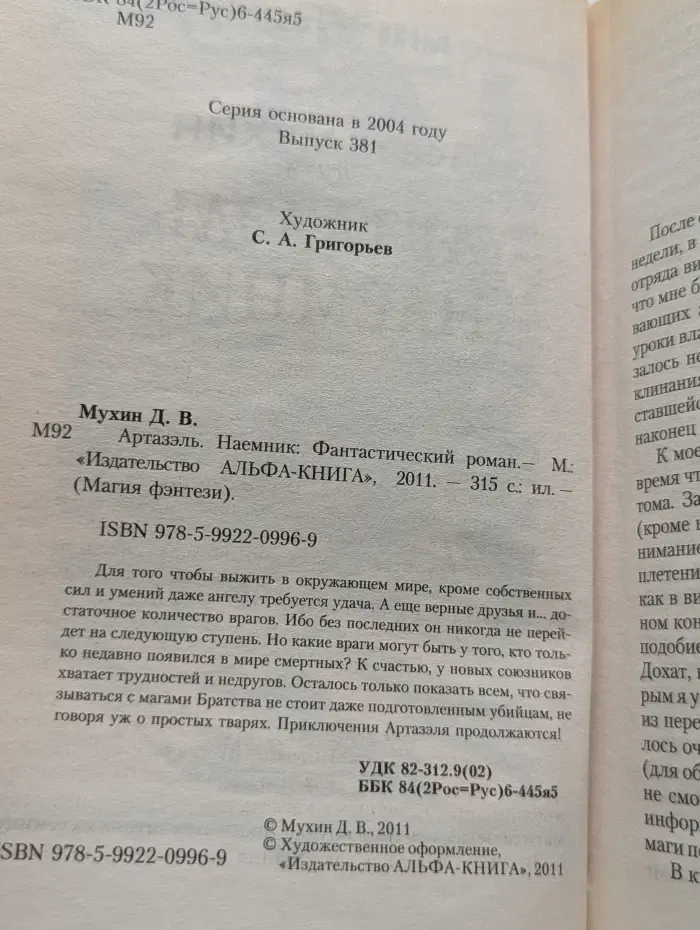 84(2Рос=Рус)6-445я5
М92
Серия основана в 2004 году
Выпуск 381
Художник
С. А. Григорьев
Мухин Д. В.
М92 Артазэль. Наемник: Фантастический роман.— М.:
«Издательство АЛЬФА-КНИГА», 2011. — 315 с.: ил. —
(Магия фэнтези).
ISBN 978-5-9922-0996-9
Для того чтобы выжить в окружающем мире, кроме собственных
сил и умений даже ангелу требуется удача. А еще верные друзья и... до-
статочное количество врагов. Ибо без последних он никогда не перей-
дет на следующую ступень. Но какие враги могут быть у того, кто толь-
ко недавно появился в мире смертных? К счастью, у новых союзников
хватает трудностей и недругов. Осталось только показать всем, что свя-
зываться с магами Братства не стоит даже подготовленным убийцам, не
говоря уж о простых тварях. Приключения Артазэля продолжаются!
УДК 82-312.9(02)
ББК 84(2Рос=Рус)6-445я5
© Мухин Д. В., 2011
© Художественное оформление,
«Издательство АЛЬФА-КНИГА», 2011
ISBN 978-5-9922-0996-9
После
недели, в
отряда ви
что мне б
вающих
уроки вла
залось не
клинания
ставшейс
наконец
К мое
время чт
тома. За
(кроме
нимание
плетени
как в ви
ном кон
подобие
Дохат,
рым я у
из пере
лось оч
(для об
не смо
инфор
маги по
В к